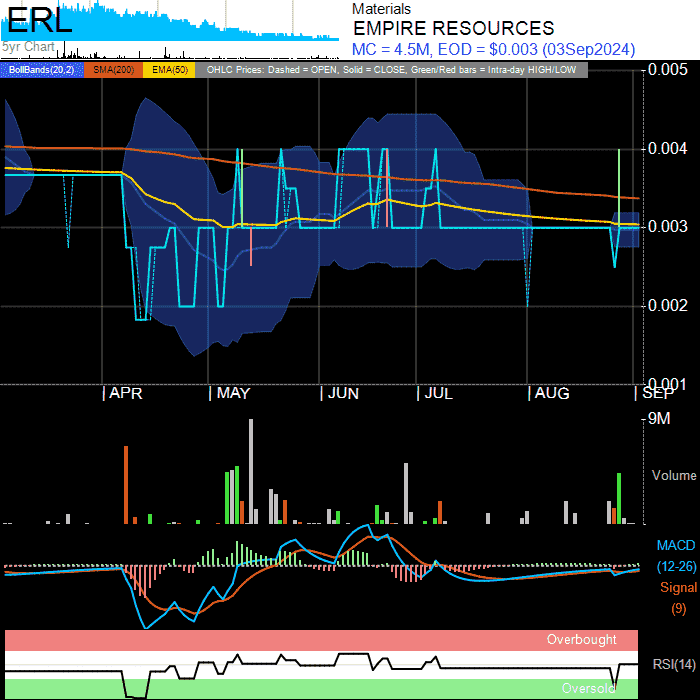 ERL
5yr Chart
Materials
EMPIRE RESOURCES
MC = 4.5M, EOD = $0.003 (03Sep2024)
BollBands(20,2) SMA(200) EMA(50) OHLC Prices: Dashed = OPEN, Solid = CLOSE, Green/Red bars = Intra-day HIGH/LOW
0.005
0.004
0.003
0.002
0.001
APR MAY JUN JUL AUG SEP
9M
Volume
MACD
(12-26)
Signal
(9)
Overbought
RSI(14)
Oversold